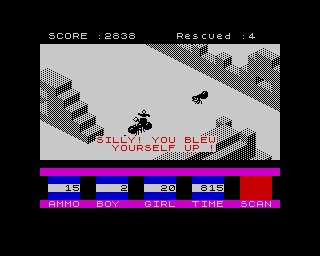 SCORE :2838 Rescued :4
SILLY! YOU BLEW
YOURSELF UP !
15 2 20 815
AMMO BOY GIRL TIME SCAN